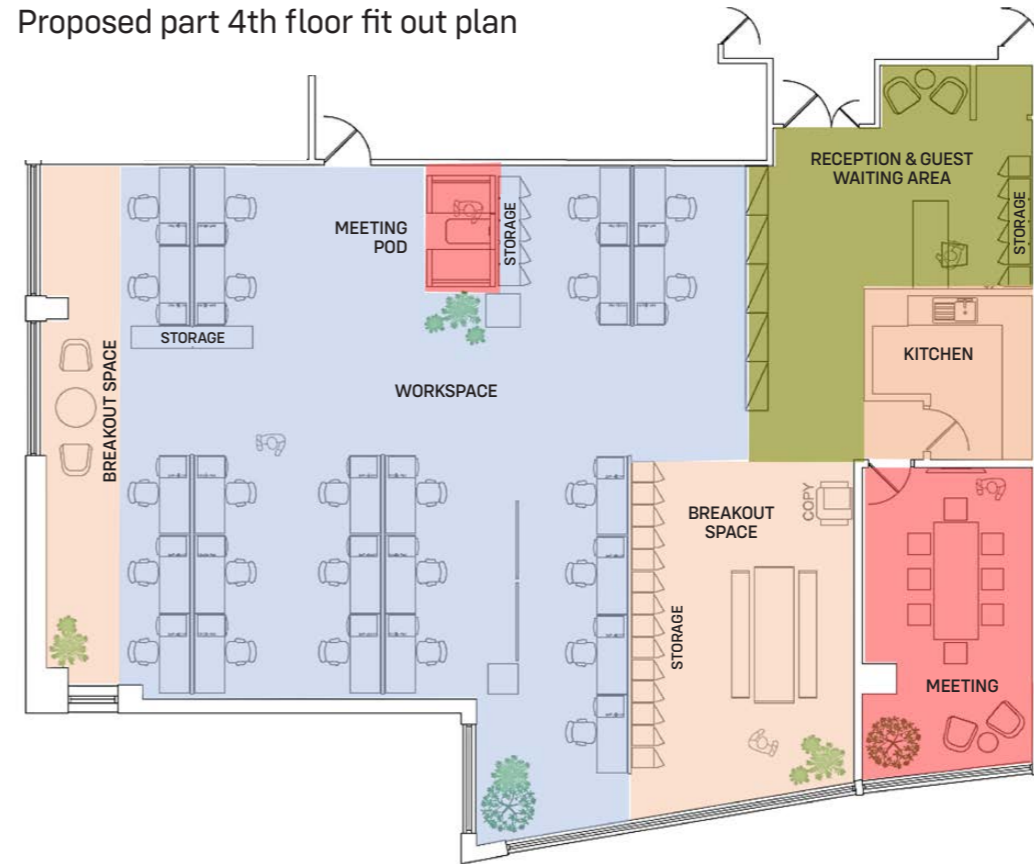 Proposed part 4th floor fit out plan
RECEPTION & GUEST
WAITING AREA
MEETING
POD
STORAGE
STORAGE
STORAGE
KITCHEN
BREAKOUT SPACE
WORKSPACE
BREAKOUT
SPACE
COPY
STORAGE
MEETING